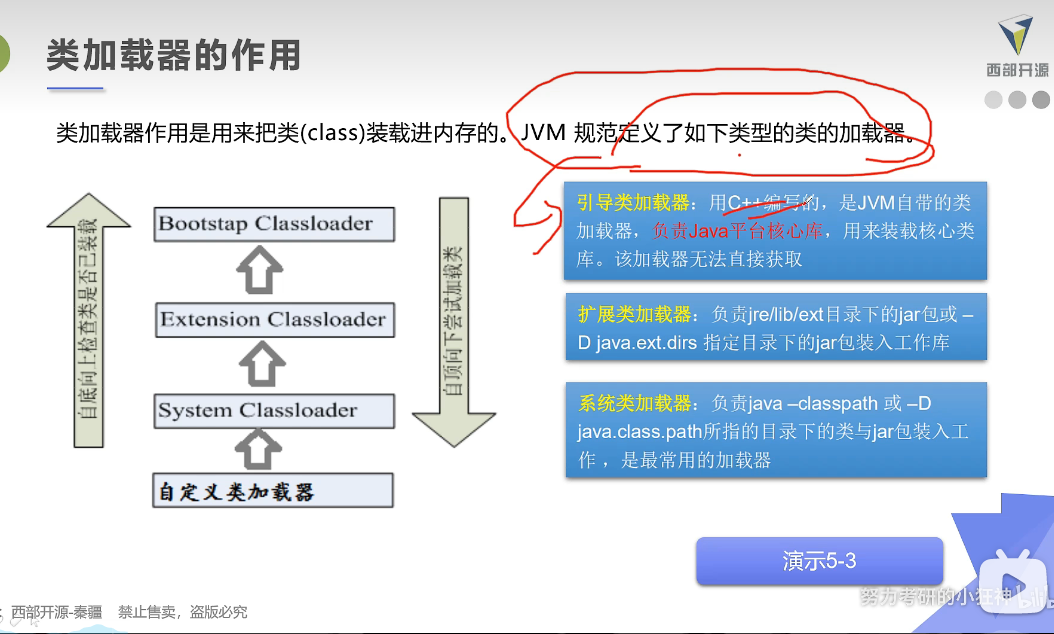 类加载器的作用
西部开源
类加载器作用是用来把类(class)装载进内存的。JVM 规范定义了如下类型的类的加载器。
自底向上检查类是否已装载
Bootstap Classloader
Extension Classloader
System Classloader
自定义类加载器
自顶向下尝试加载类
引导类加载器：用C++编写的，是JVM自带的类
加载器，负责Java平台核心库，用来装载核心类
库。该加载器无法直接获取
扩展类加载器：负责jre/lib/ext目录下的jar包或 –
D java.ext.dirs 指定目录下的jar包装入工作库
系统类加载器：负责java –classpath 或 –D
java.class.path所指的目录下的类与jar包装入工
作 ，是最常用的加载器
演示5-3
努力考研的小狂神
：西部开源-秦疆 禁止售卖，盗版必究